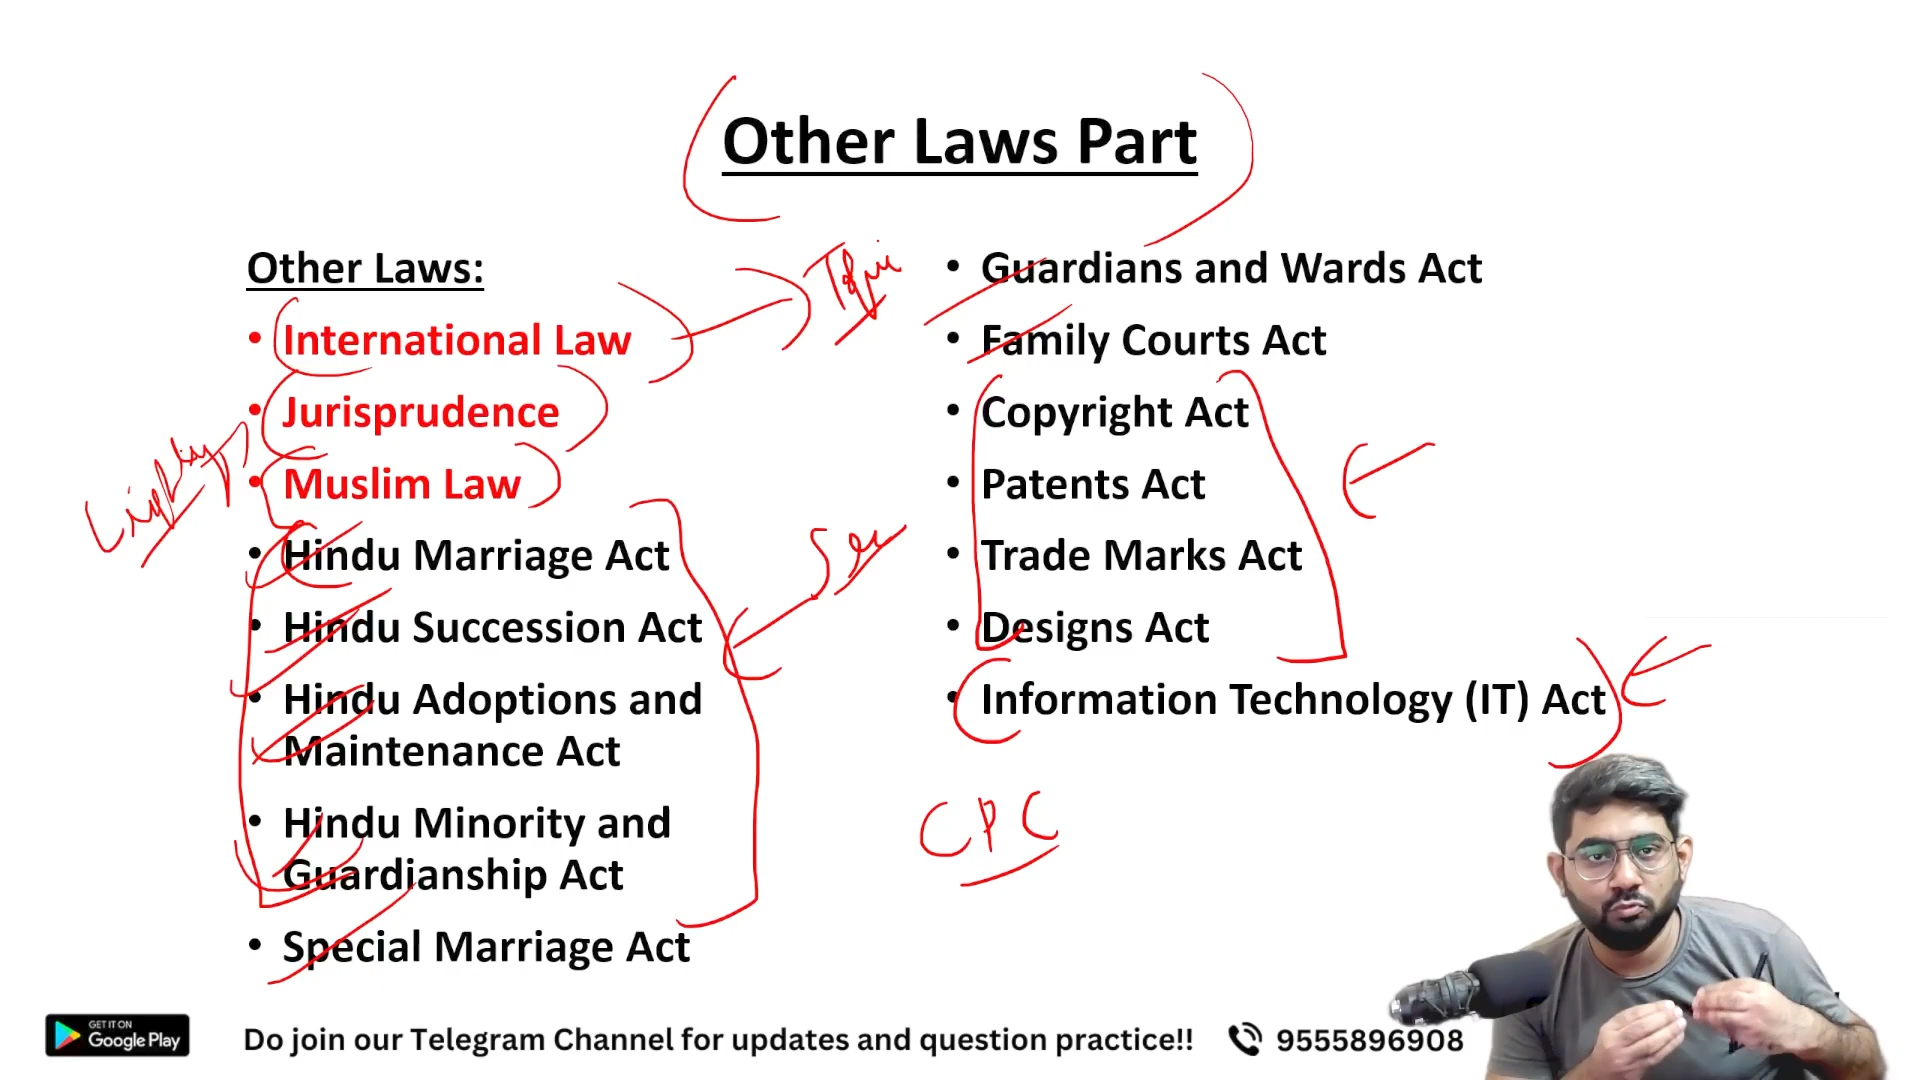 Other Laws Part
Other Laws:
• International Law
• Jurisprudence
• Muslim Law
• Hindu Marriage Act
• Hindu Succession Act
• Hindu Adoptions and
Maintenance Act
• Hindu Minority and
Guardianship Act
• Special Marriage Act
• Guardians and Wards Act
• Family Courts Act
• Copyright Act
• Patents Act
• Trade Marks Act
• Designs Act
• Information Technology (IT) Act
CPC
GET IT ON
Google Play
Do join our Telegram Channel for updates and question practice!!
9555896908